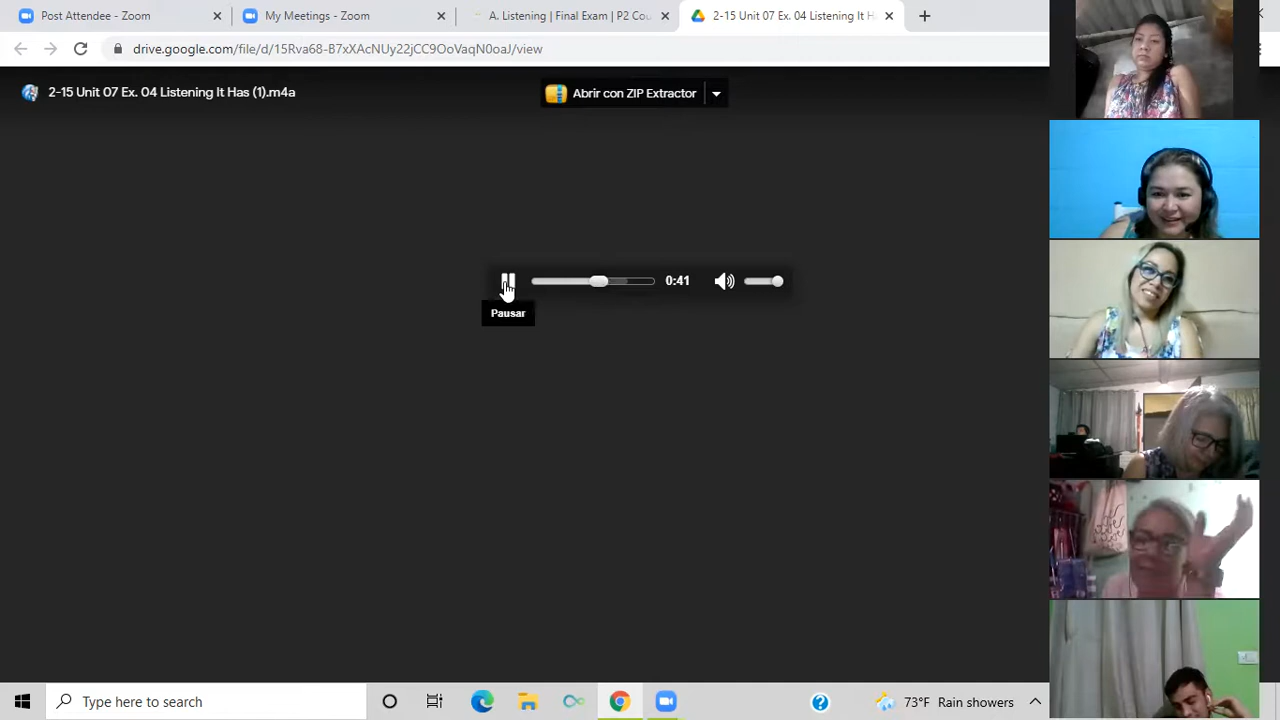 Post Attendee - Zoom
My Meetings - Zoom
A. Listening | Final Exam | P2 Cou
2-15 Unit 07 Ex. 04 Listening It Ha
drive.google.com/file/d/15Rva68-B7xXAcNUy22jCC9OoVaqN0oaJ/view
2-15 Unit 07 Ex. 04 Listening It Has (1).m4a
Abrir con ZIP Extractor
0:41
Pausar
Type here to search
73°F Rain showers